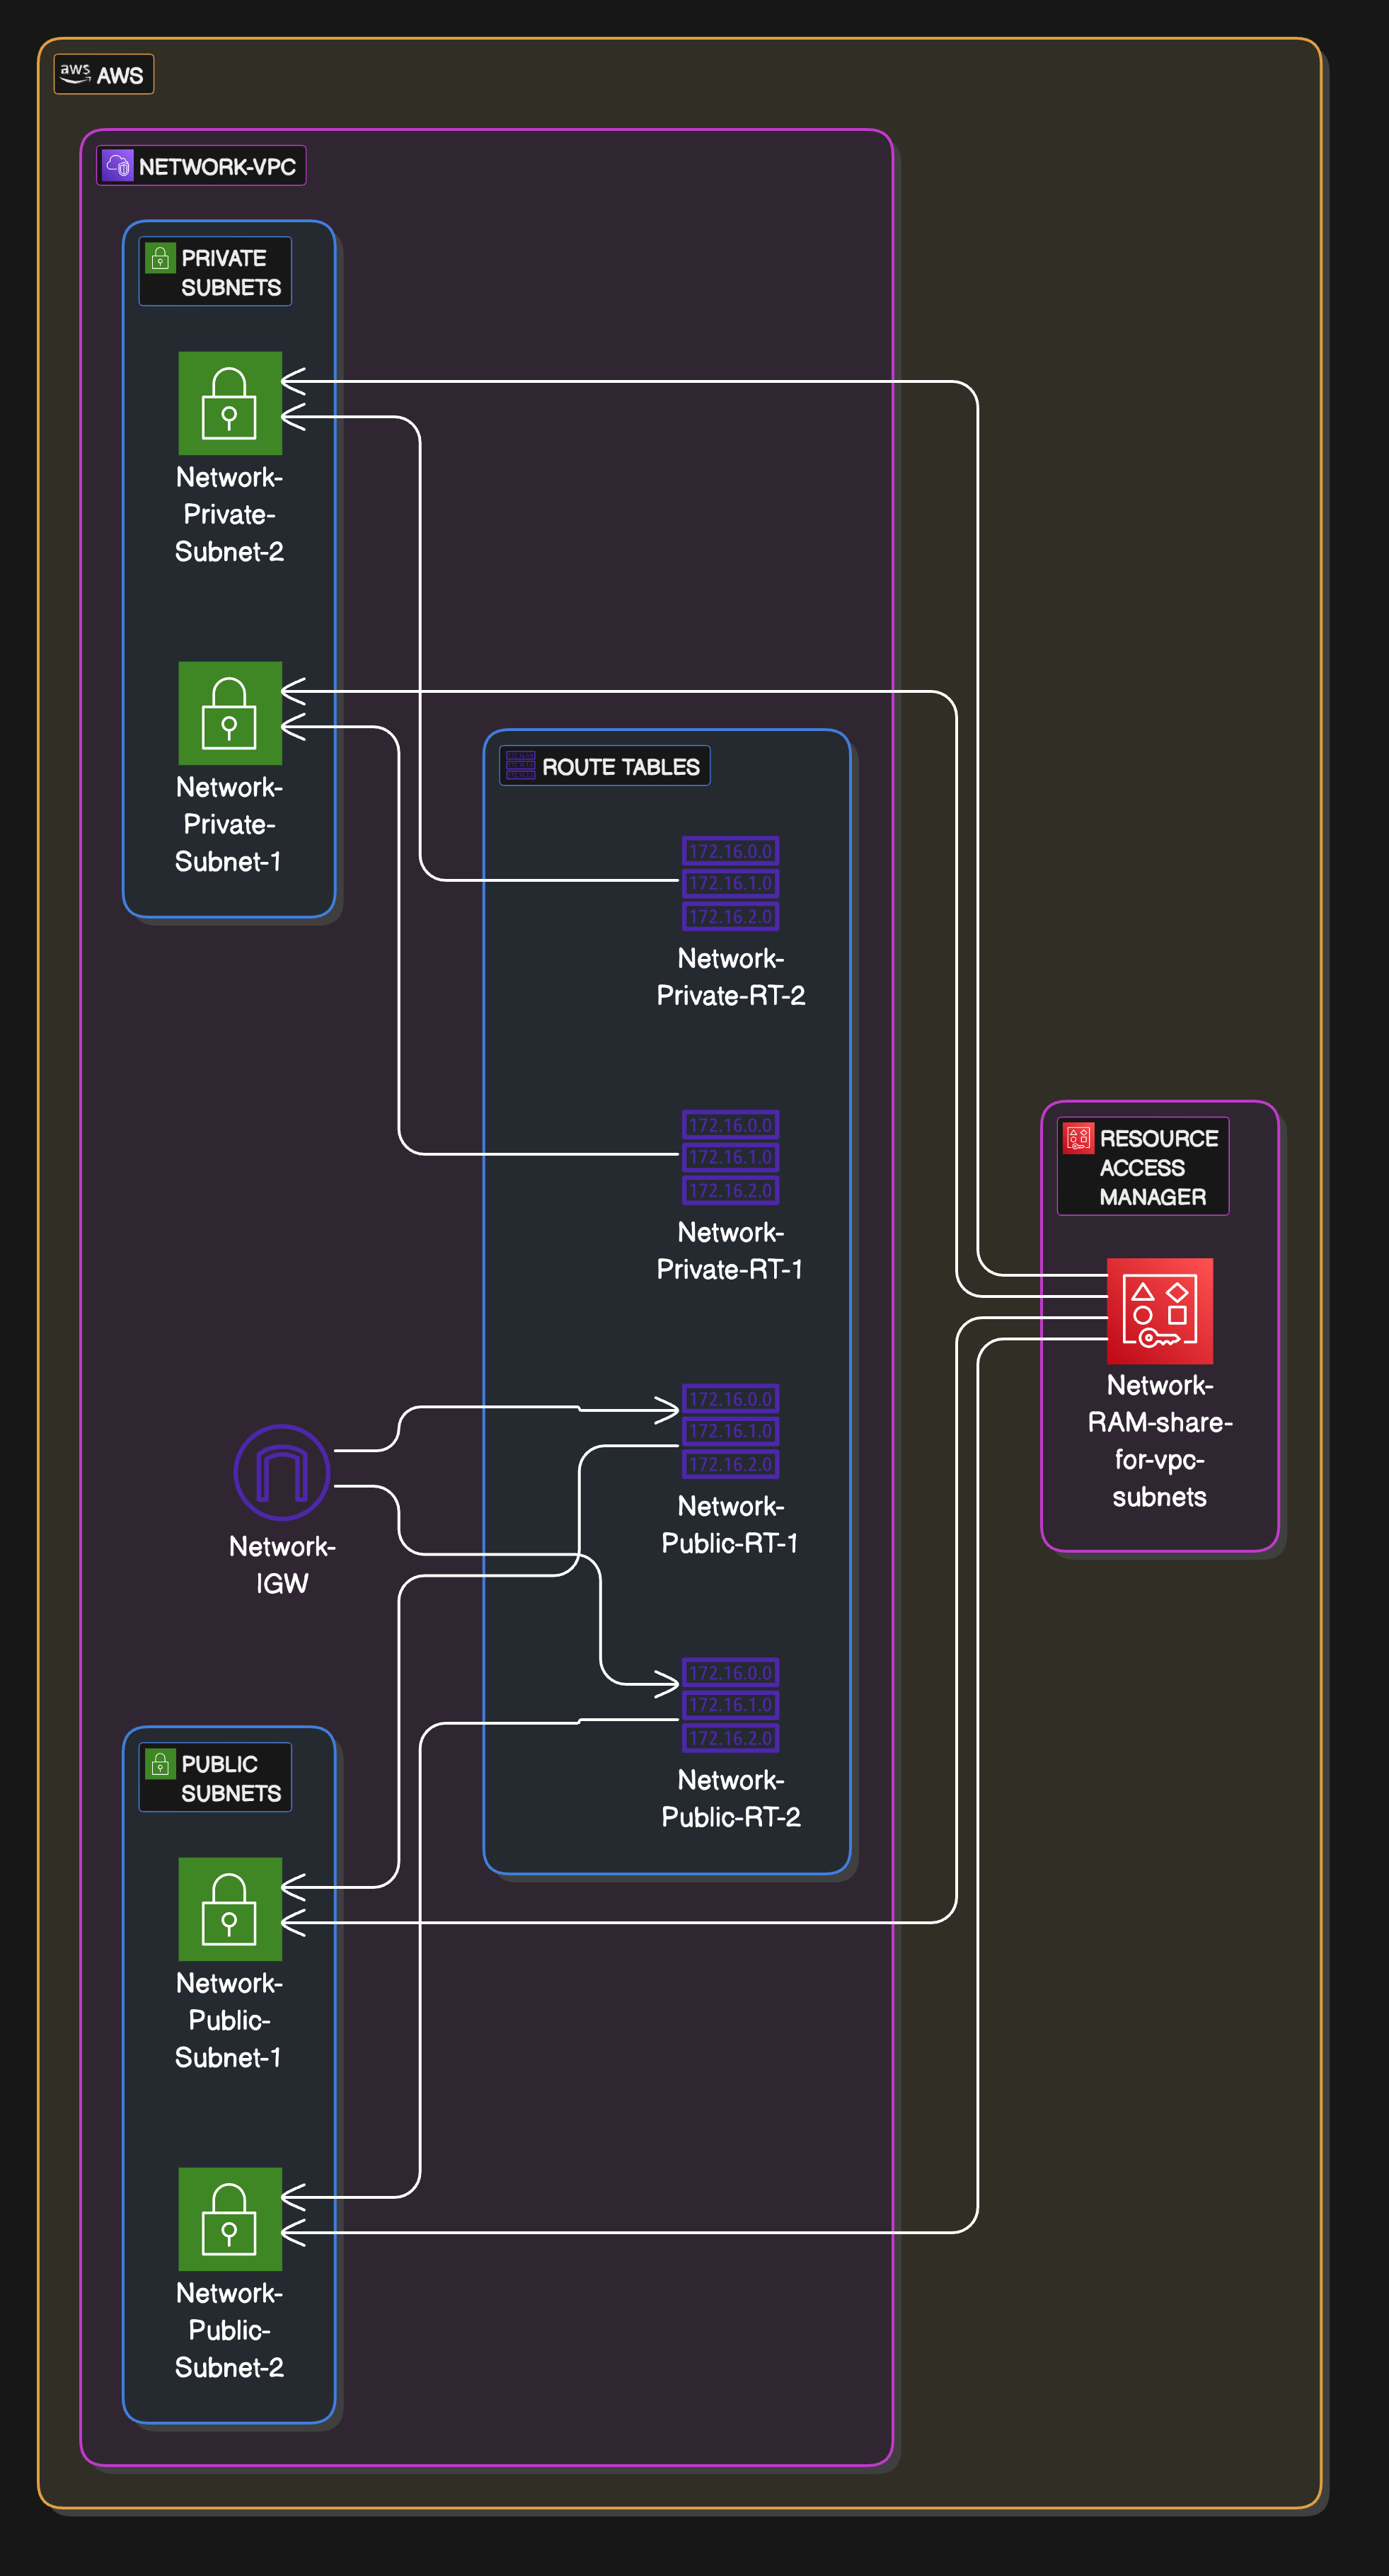 aws AWS
NETWORK-VPC
PRIVATE
SUBNETS
Network-
Private-
Subnet-2
Network-
Private-
Subnet-1
ROUTE TABLES
172.16.0.0
172.16.1.0
172.16.2.0
Network-
Private-RT-2
172.16.0.0
172.16.1.0
172.16.2.0
Network-
Private-RT-1
172.16.0.0
172.16.1.0
172.16.2.0
Network-
Public-RT-1
172.16.0.0
172.16.1.0
172.16.2.0
Network-
Public-RT-2
Network-
IGW
PUBLIC
SUBNETS
Network-
Public-
Subnet-1
Network-
Public-
Subnet-2
RESOURCE
ACCESS
MANAGER
Network-
RAM-share-
for-vpc-
subnets